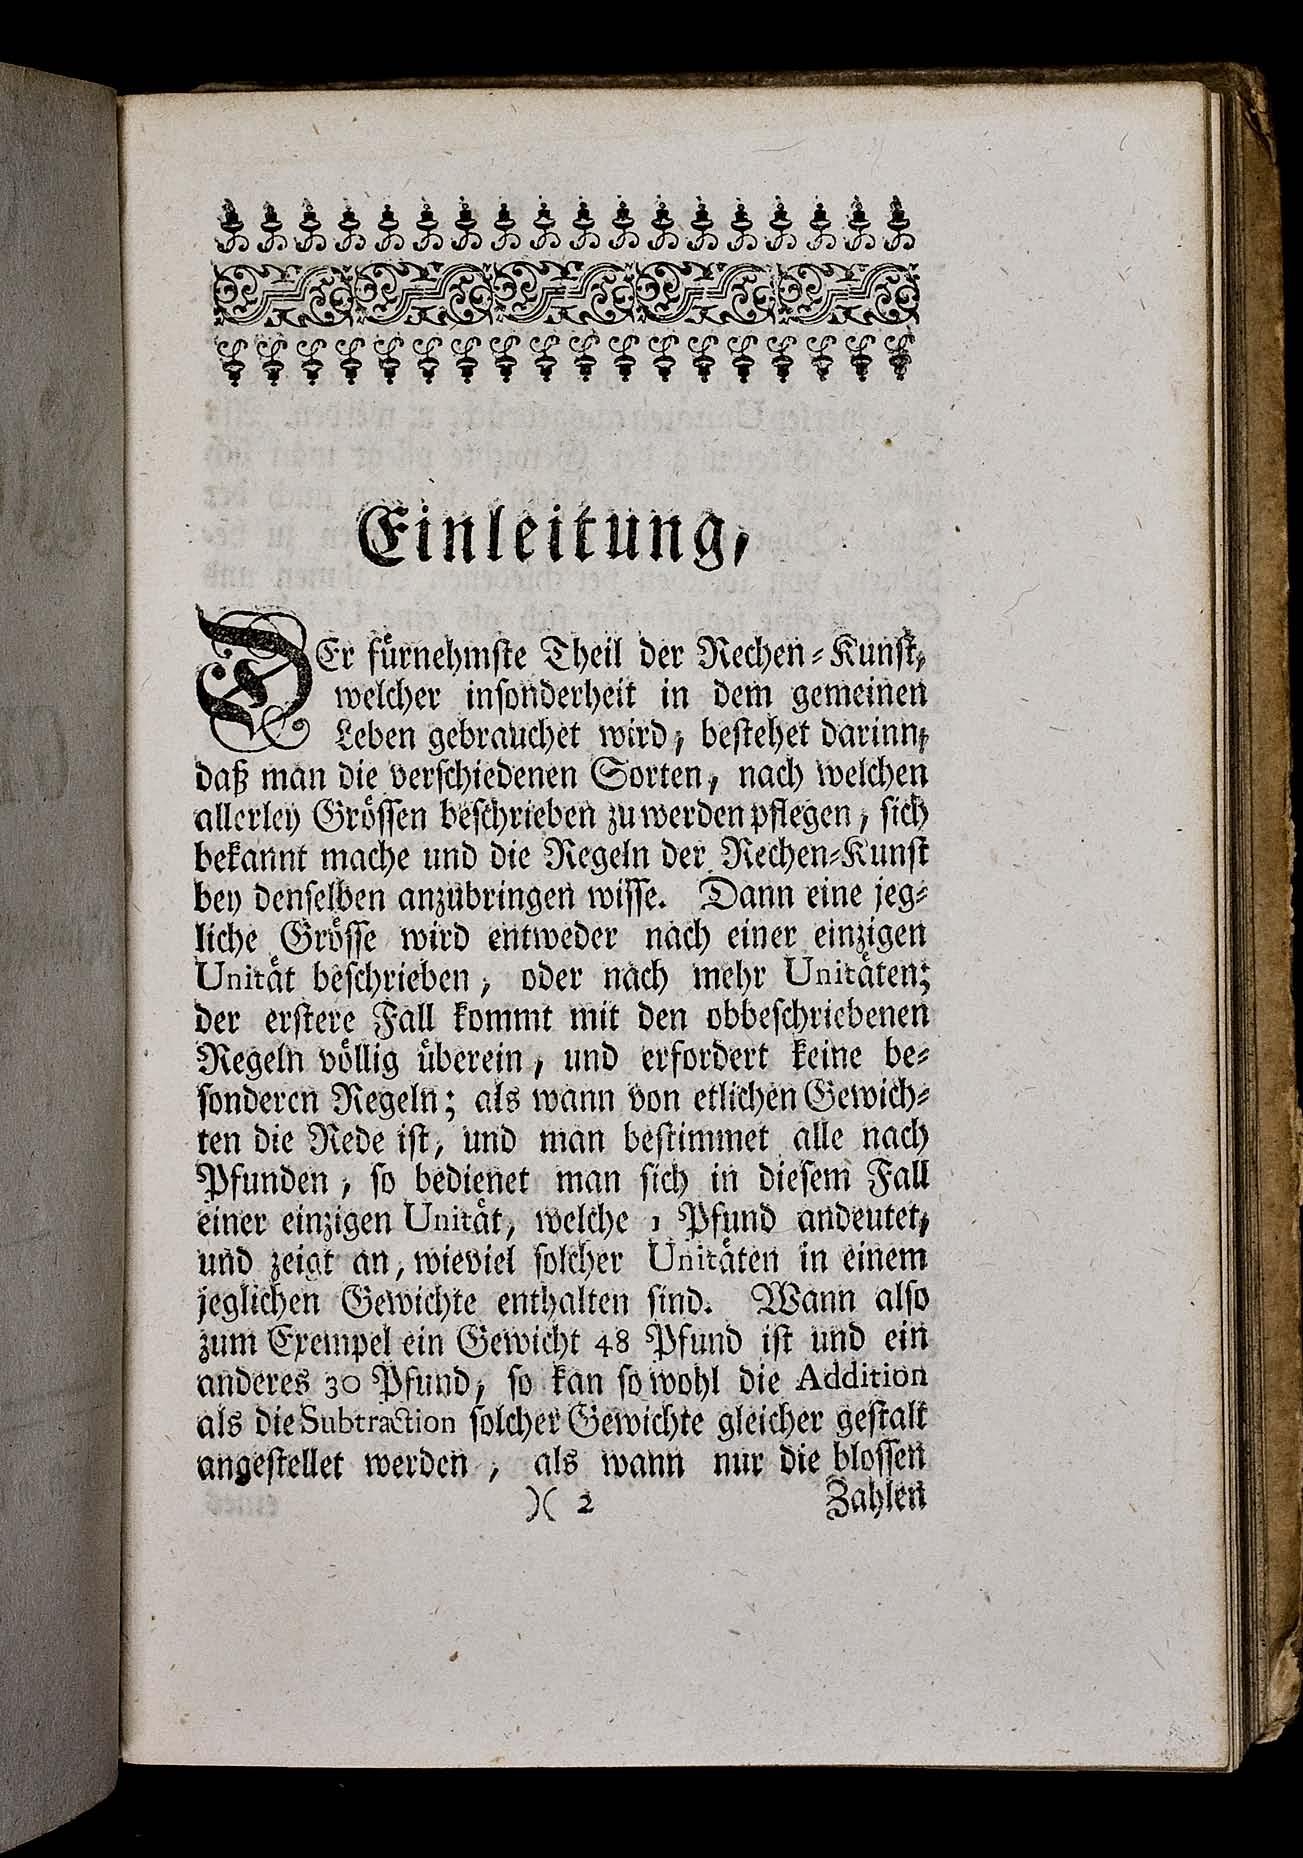 Einleitung,
DEr fürnehmste Theil der Rechen-Kunst,
welcher insonderheit in dem gemeinen
Leben gebrauchet wird, bestehet darinn,
daß man die verschiedenen Sorten, nach welchen
allerley Grössen beschrieben zu werden pflegen, sich
bekannt mache und die Regeln der Rechen-Kunst
bey denselben anzubringen wisse. Dann eine jeg-
liche Grösse wird entweder nach einer einzigen
Unität beschrieben, oder nach mehr Unitäten;
der erstere Fall kommt mit den obbeschriebenen
Regeln völlig überein, und erfordert keine be-
sonderen Regeln; als wann von etlichen Gewich-
ten die Rede ist, und man bestimmet alle nach
Pfunden, so bedienet man sich in diesem Fall
einer einzigen Unität, welche 1 Pfund andeutet,
und zeigt an, wieviel solcher Unitäten in einem
jeglichen Gewichte enthalten sind. Wann also
zum Exempel ein Gewicht 48 Pfund ist und ein
anderes 30 Pfund, so kan so wohl die Addition
als die Subtraction solcher Gewichte gleicher gestalt
angestellet werden, als wann nur die blossen
)( 2 Zahlen